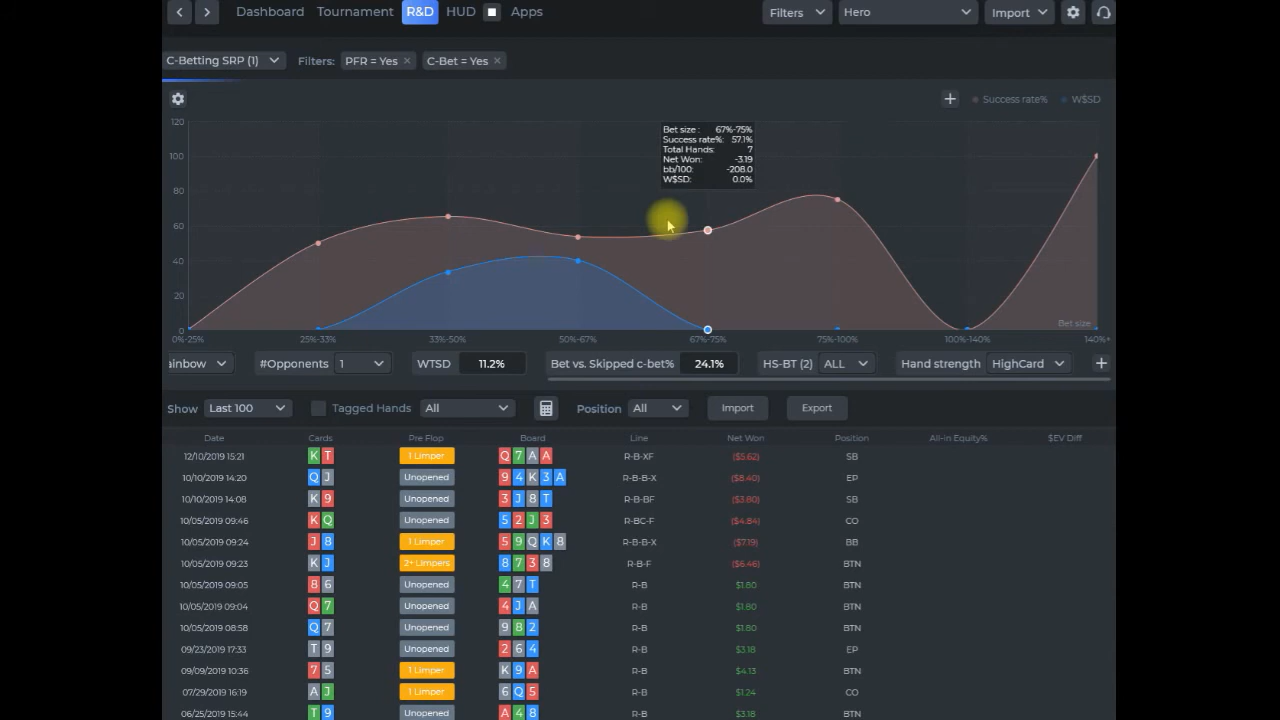 Dashboard Tournament R&D HUD Apps Filters Hero Import
C-Betting SRP (1) Filters: PFR = Yes × C-Bet = Yes ×
+ Success rate% W$SD
120
100
80
60
40
20
0
Bet size : 67%-75%
Success rate%: 57.1%
Total Hands: 7
Net Won: -3.19
bb/100: -208.0
W$SD: 0.0%
Bet size
0%-25% 25%-33% 33%-50% 50%-67% 67%-75% 75%-100% 100%-140% 140%+
ainbow #Opponents 1 WTSD 11.2% Bet vs. Skipped c-bet% 24.1% HS-BT (2) ALL Hand strength HighCard +
Show Last 100 Tagged Hands All Position All Import Export
Date Cards Pre Flop Board Line Net Won Position All-in Equity% $EV Diff
12/10/2019 15:21 K T 1 Limper Q 7 A A R-B-XF ($5.62) SB
10/10/2019 14:20 Q J Unopened 9 4 K 3 A R-B-B-X ($8.40) EP
10/10/2019 14:08 K 9 Unopened 3 J 8 T R-B-BF ($3.80) SB
10/05/2019 09:46 K Q Unopened 5 2 J 3 R-BC-F ($4.84) CO
10/05/2019 09:24 J 8 1 Limper 5 9 Q K 8 R-B-B-X ($7.19) BB
10/05/2019 09:23 K J 2+ Limpers 8 7 3 8 R-B-F ($6.46) BTN
10/05/2019 09:05 8 6 Unopened 4 7 T R-B $1.80 BTN
10/05/2019 09:04 Q 7 Unopened 4 J A R-B $1.80 BTN
10/05/2019 08:58 Q 7 Unopened 9 8 2 R-B $1.80 BTN
09/23/2019 17:33 T 9 Unopened 2 6 4 R-B $3.18 EP
09/09/2019 10:36 7 5 1 Limper K 9 A R-B $4.13 BTN
07/29/2019 16:19 A J 1 Limper 6 Q 5 R-B $1.24 CO
06/25/2019 15:44 T 9 Unopened A 4 8 R-B $3.18 BTN